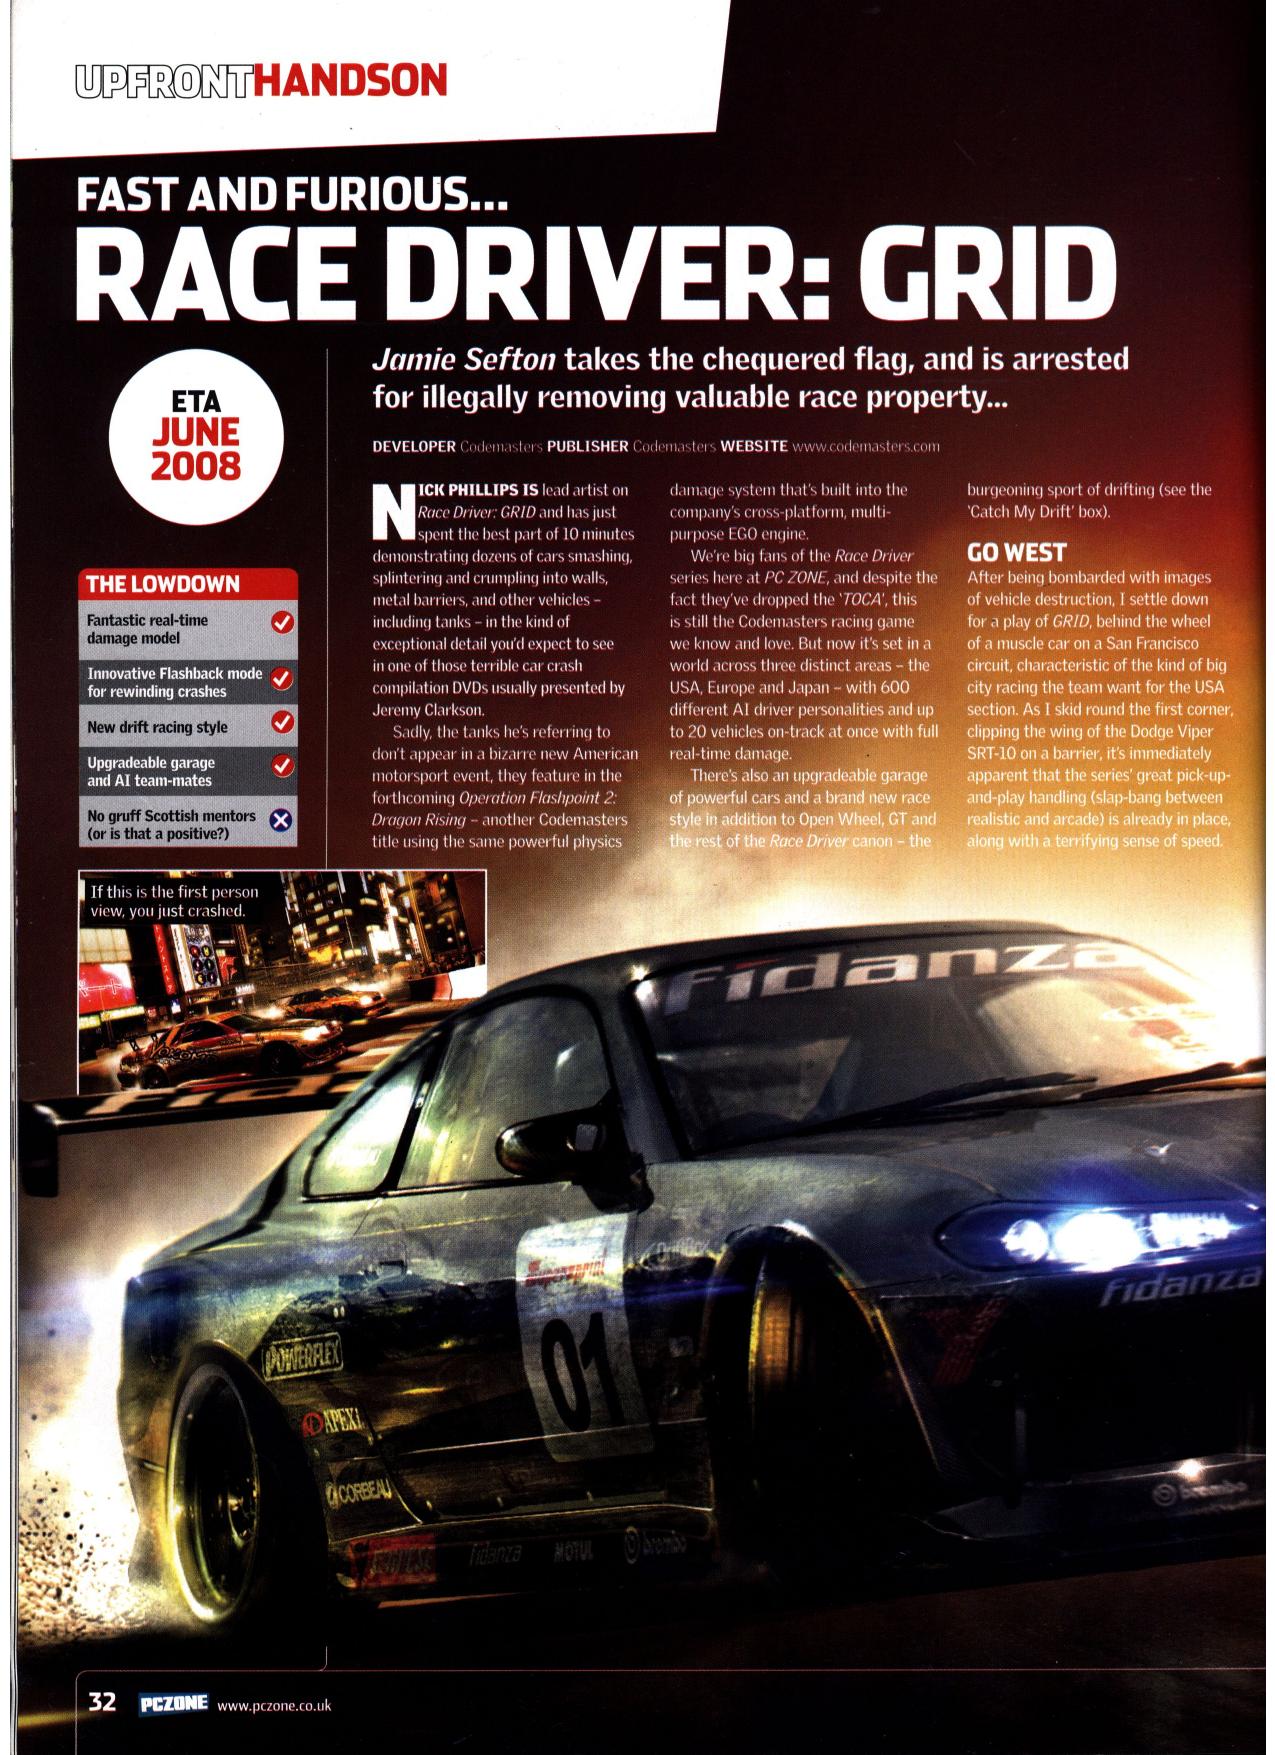 UPFRONTHANDSON
FAST AND FURIOUS...
RACE DRIVER: GRID
ETA
JUNE
2008
Jamie Sefton takes the chequered flag, and is arrested
for illegally removing valuable race property...
DEVELOPER Codemasters PUBLISHER Codemasters WEBSITE www.codemasters.com
THE LOWDOWN
Fantastic real-time
damage model
Innovative Flashback mode
for rewinding crashes
New drift racing style
Upgradeable garage
and AI team-mates
No gruff Scottish mentors
(or is that a positive?)
NICK PHILLIPS IS lead artist on
Race Driver: GRID and has just
spent the best part of 10 minutes
demonstrating dozens of cars smashing,
splintering and crumpling into walls,
metal barriers, and other vehicles –
including tanks – in the kind of
exceptional detail you'd expect to see
in one of those terrible car crash
compilation DVDs usually presented by
Jeremy Clarkson.
Sadly, the tanks he's referring to
don't appear in a bizarre new American
motorsport event, they feature in the
forthcoming Operation Flashpoint 2:
Dragon Rising – another Codemasters
title using the same powerful physics
damage system that's built into the
company's cross-platform, multi-
purpose EGO engine.
We're big fans of the Race Driver
series here at PC ZONE, and despite the
fact they've dropped the 'TOCA', this
is still the Codemasters racing game
we know and love. But now it's set in a
world across three distinct areas – the
USA, Europe and Japan – with 600
different AI driver personalities and up
to 20 vehicles on-track at once with full
real-time damage.
There's also an upgradeable garage
of powerful cars and a brand new race
style in addition to Open Wheel, GT and
the rest of the Race Driver canon – the
burgeoning sport of drifting (see the
'Catch My Drift' box).
GO WEST
After being bombarded with images
of vehicle destruction, I settle down
for a play of GRID, behind the wheel
of a muscle car on a San Francisco
circuit, characteristic of the kind of big
city racing the team want for the USA
section. As I skid round the first corner,
clipping the wing of the Dodge Viper
SRT-10 on a barrier, it's immediately
apparent that the series' great pick-up-
and-play handling (slap-bang between
realistic and arcade) is already in place,
along with a terrifying sense of speed.
If this is the first person
view, you just crashed.
fidanza
fidanza
01
POWERFLEX
APEXi
CORBEAU
fidanza
MOTUL
brembo
brembo
32 PCZONE www.pczone.co.uk